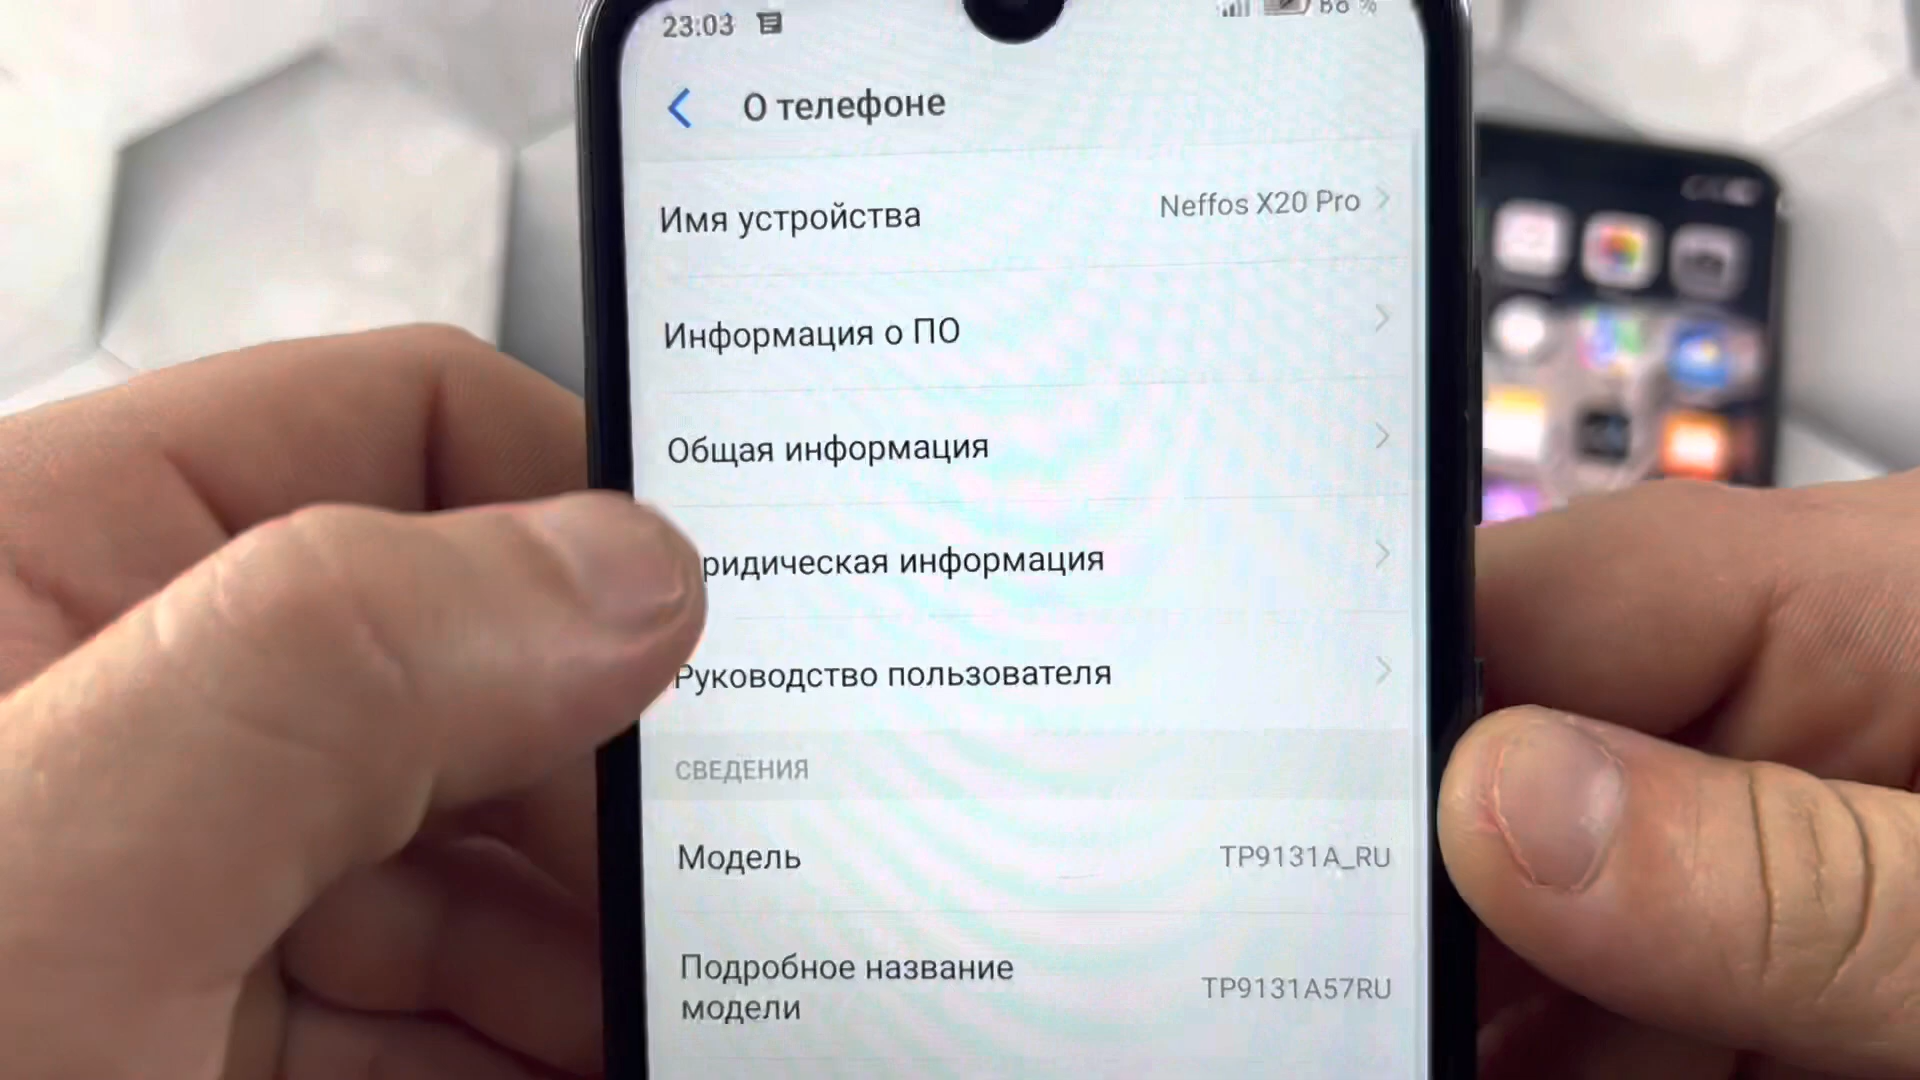 23:03
О телефоне
Имя устройства Neffos X20 Pro
Информация о ПО
Общая информация
ридическая информация
Руководство пользователя
СВЕДЕНИЯ
Модель TP9131A_RU
Подробное название
модели TP9131A57RU